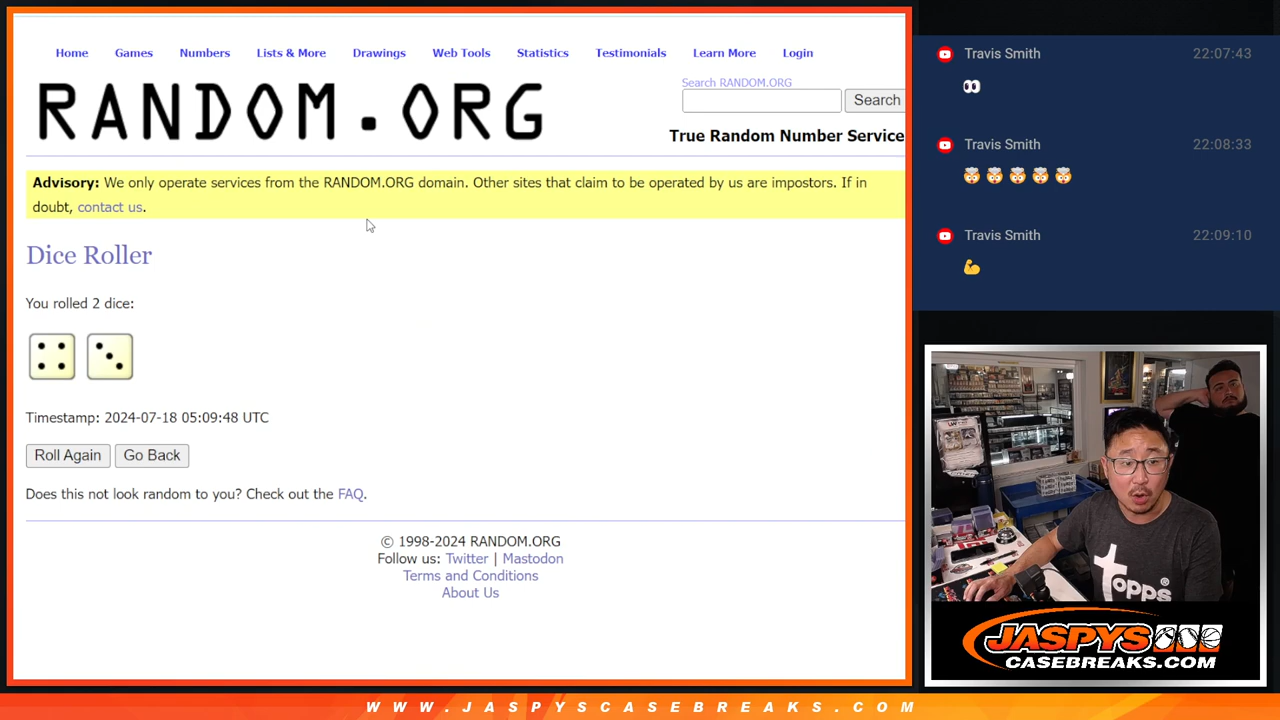 Home Games Numbers Lists & More Drawings Web Tools Statistics Testimonials Learn More Login
RANDOM.ORG
Search RANDOM.ORG
Search
True Random Number Service
Advisory: We only operate services from the RANDOM.ORG domain. Other sites that claim to be operated by us are impostors. If in
doubt, contact us.
Dice Roller
You rolled 2 dice:
Timestamp: 2024-07-18 05:09:48 UTC
Roll Again Go Back
Does this not look random to you? Check out the FAQ.
© 1998-2024 RANDOM.ORG
Follow us: Twitter | Mastodon
Terms and Conditions
About Us
Travis Smith 22:07:43
👀
Travis Smith 22:08:33
🤯🤯🤯🤯🤯
Travis Smith 22:09:10
💪
topps®
JASPYS
CASEBREAKS.COM
WWW.JASPYSCASEBREAKS.COM